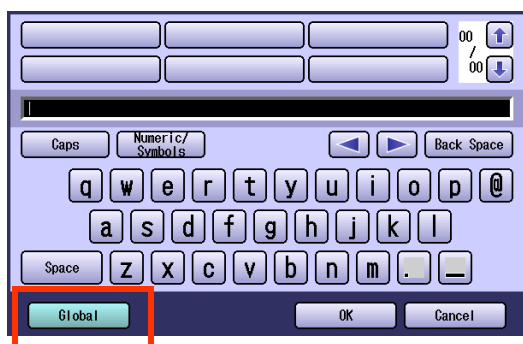 00
/
00
Caps Numeric/ Symbols Back Space
q w e r t y u i o p @
a s d f g h j k l
Space z x c v b n m . _
Global OK Cancel